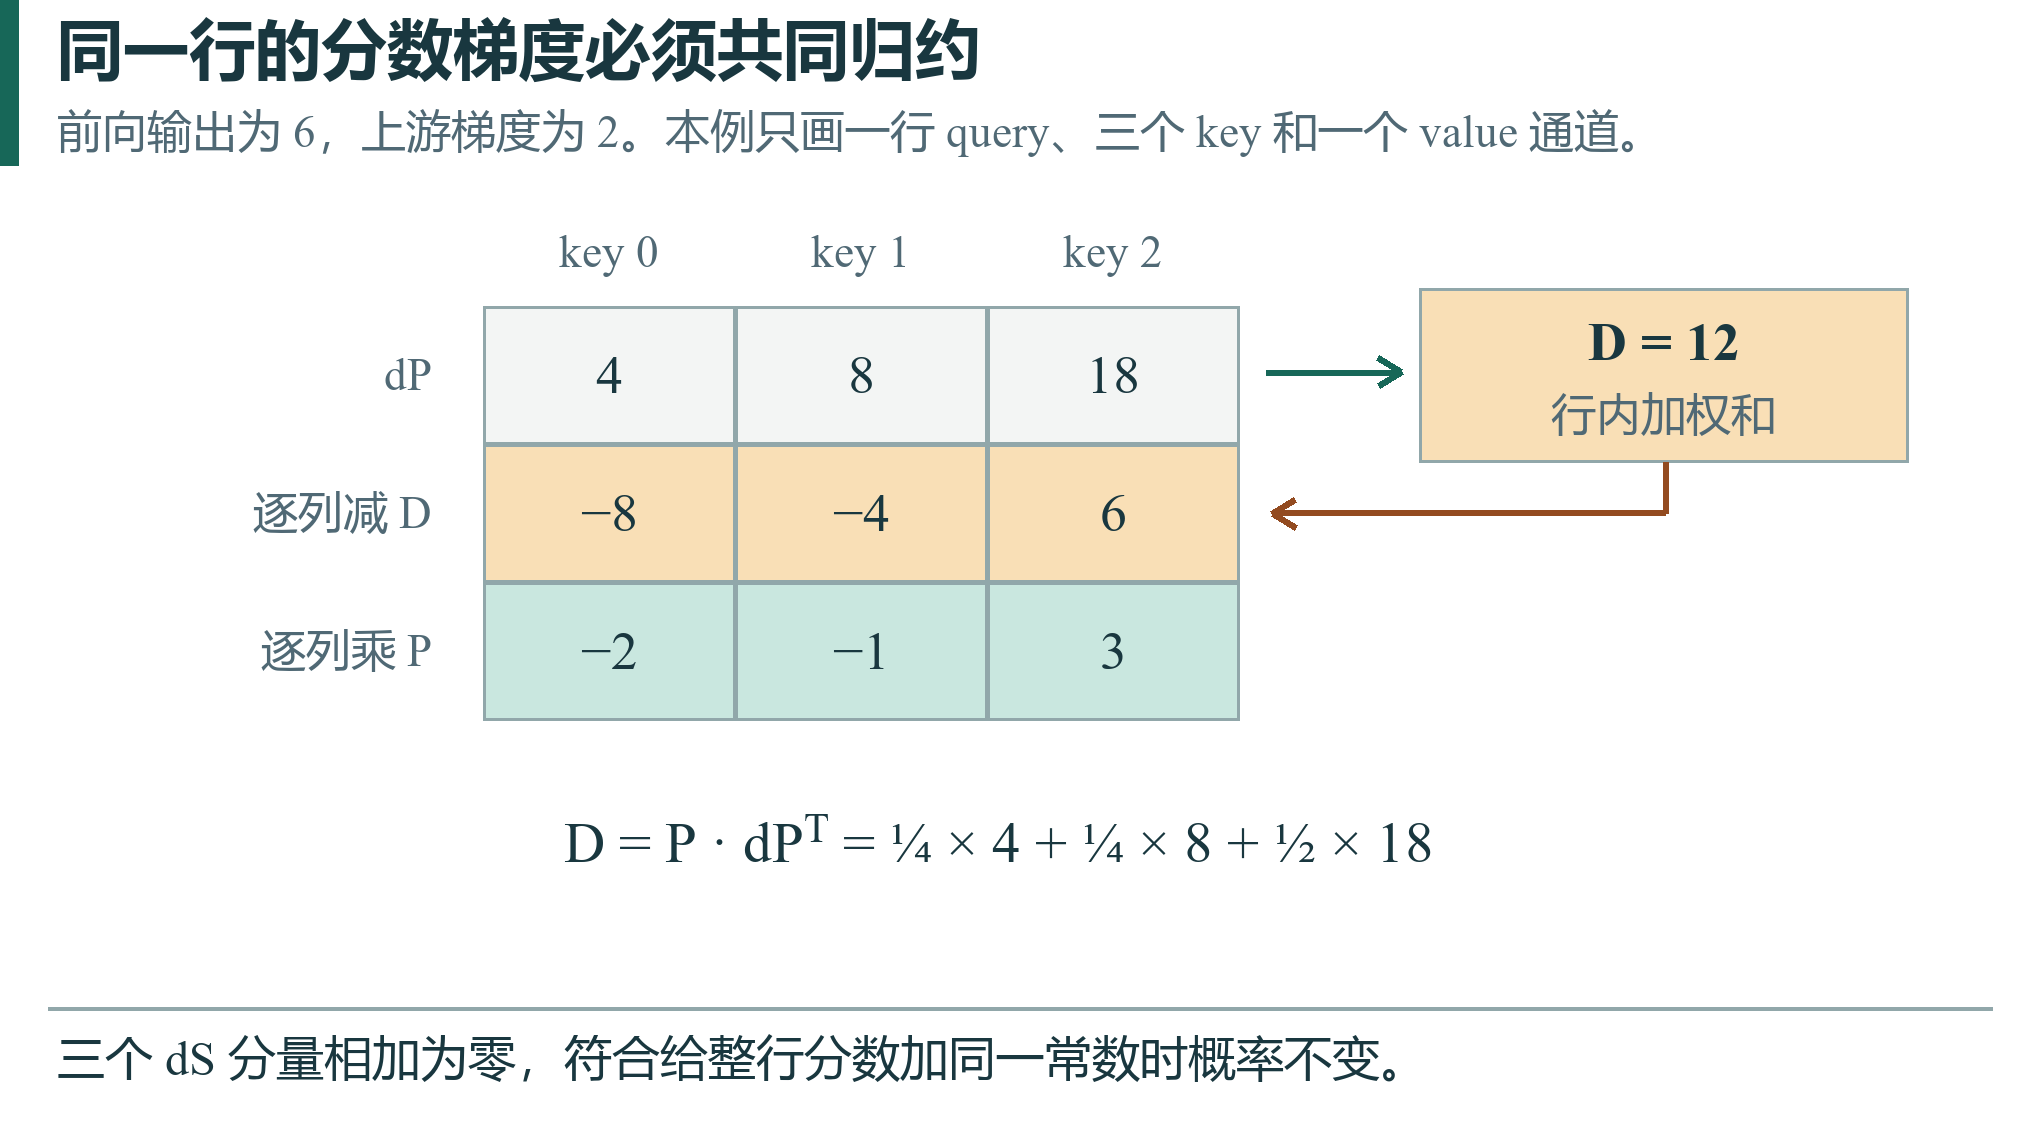 同一行的分数梯度必须共同归约
前向输出为 6，上游梯度为 2。本例只画一行 query、三个 key 和一个 value 通道。
key 0 key 1 key 2
dP 4 8 18
D = 12
行内加权和
逐列减 D −8 −4 6
逐列乘 P −2 −1 3
D = P · dPᵀ = ¼ × 4 + ¼ × 8 + ½ × 18
三个 dS 分量相加为零，符合给整行分数加同一常数时概率不变。